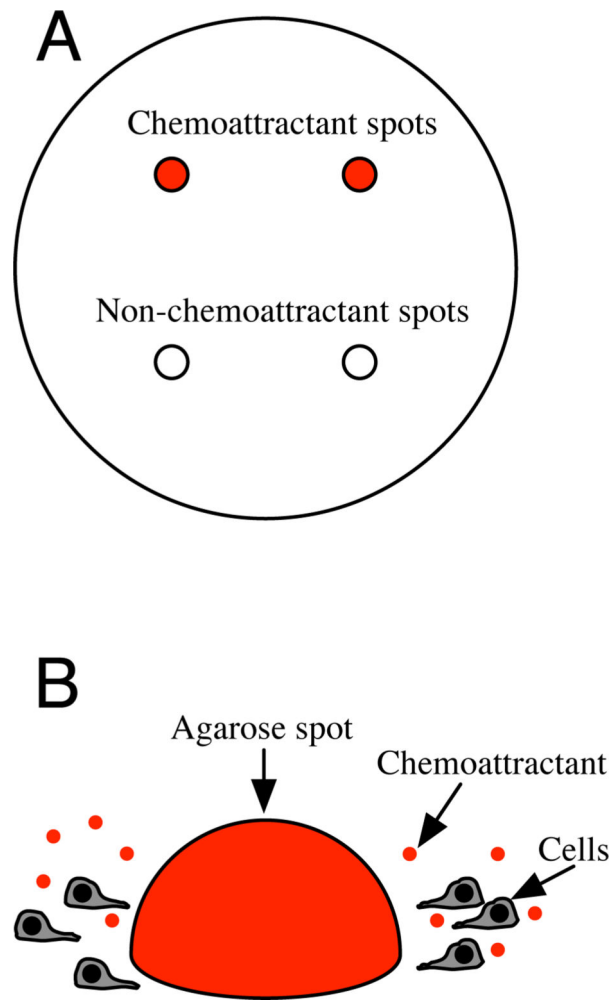 A
Chemoattractant spots
Non-chemoattractant spots
B
Agarose spot
Chemoattractant
Cells